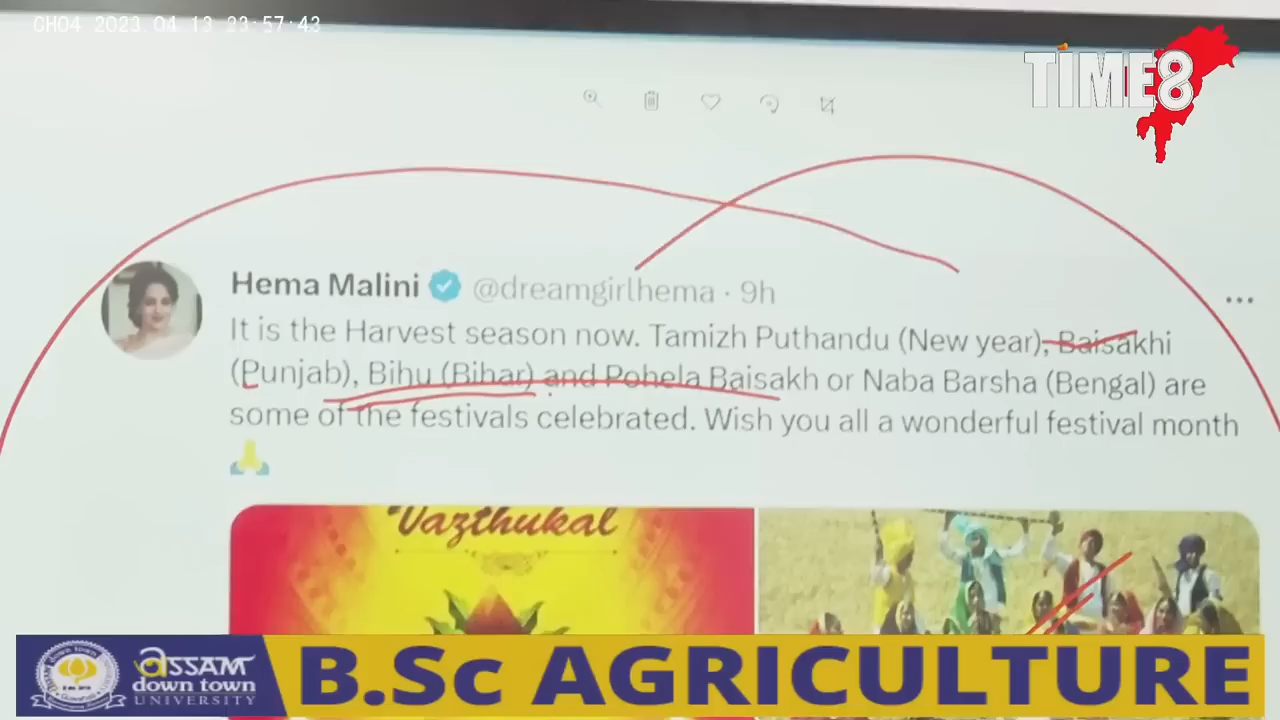 CH04 2023.04.13 23:57:43
TIME8
Hema Malini @dreamgirlhema · 9h
It is the Harvest season now. Tamizh Puthandu (New year), Baisakhi
(Punjab), Bihu (Bihar) and Pohela Baisakh or Naba Barsha (Bengal) are
some of the festivals celebrated. Wish you all a wonderful festival month
Vazthukal
down town
assam
down town
UNIVERSITY
B.Sc AGRICULTURE